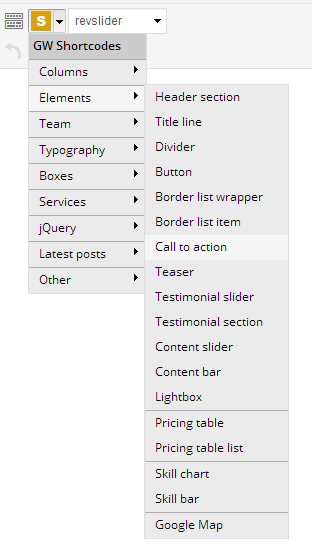 S revslider
GW Shortcodes
Columns
Elements
Team
Typography
Boxes
Services
jQuery
Latest posts
Other
Header section
Title line
Divider
Button
Border list wrapper
Border list item
Call to action
Teaser
Testimonial slider
Testimonial section
Content slider
Content bar
Lightbox
Pricing table
Pricing table list
Skill chart
Skill bar
Google Map